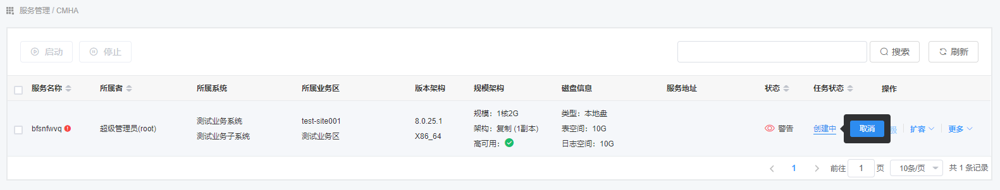 服务管理 / CMHA
启动 停止 搜索 刷新
服务名称 所属者 所属系统 所属业务区 版本架构 规模架构 磁盘信息 服务地址 状态 任务状态 操作
bfsnfwvq 超级管理员(root) 测试业务系统 test-site001 8.0.25.1 规模：1核2G 类型：本地盘 警告 创建中 取消 级 扩容 更多
测试业务子系统 测试业务区 X86_64 架构：复制 (1副本) 表空间：10G
高可用： 日志空间：10G
1 前往 1 页 10条/页 共 1 条记录